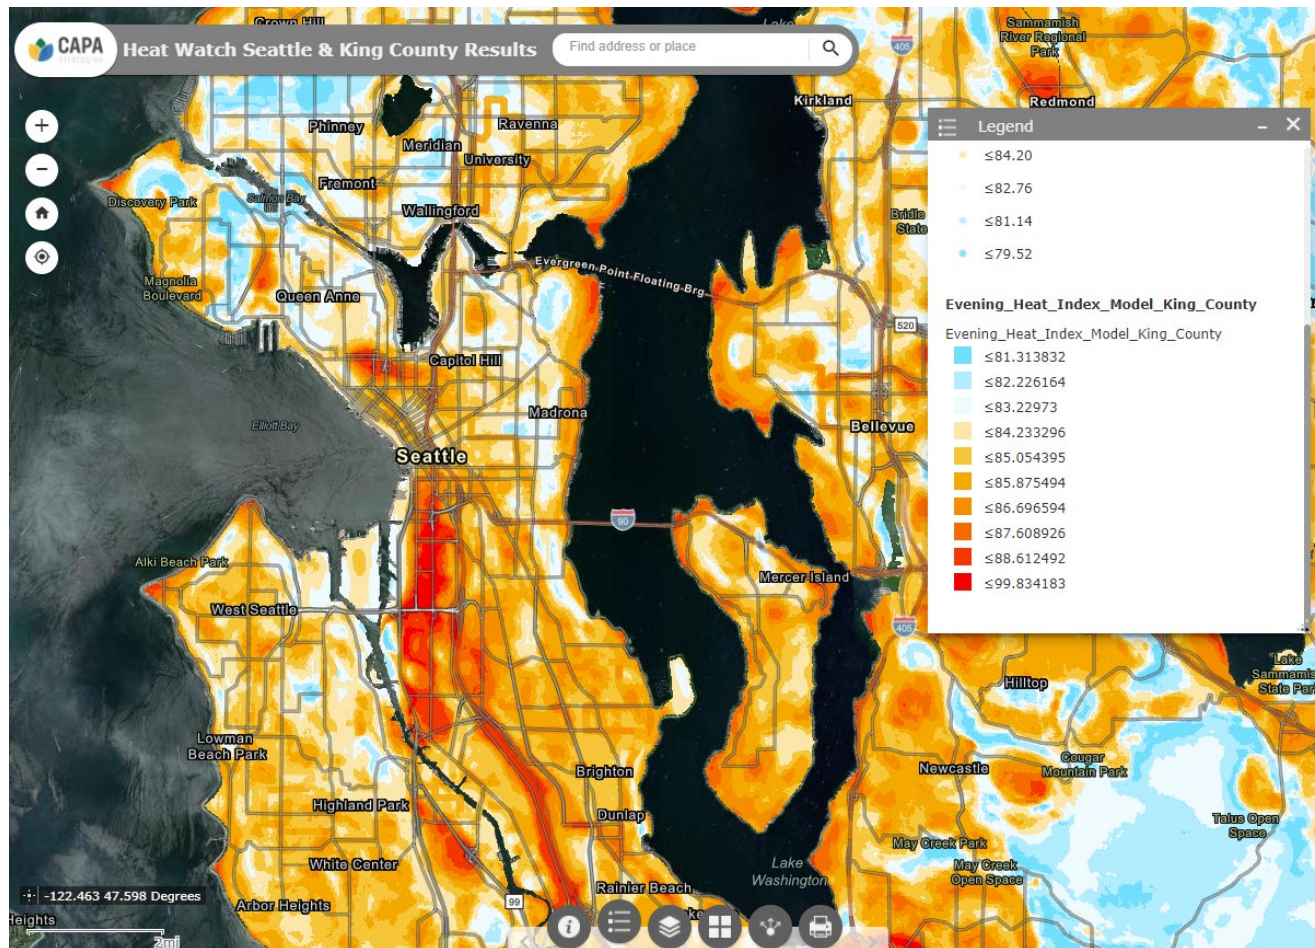 Crown Hill
Lake
405
Sammamish
River Regional
Park
CAPA
strategies
Heat Watch Seattle & King County Results
Find address or place
Kirkland
Redmond
Phinney
Ravenna
Meridian
University
Fremont
Salmon Bay
Discovery Park
Wallingford
Bridle
State
Evergreen Point Floating Brg
Magnolia
Boulevard
Queen Anne
520
Capitol Hill
Madrona
Elliott Bay
Bellevue
Seattle
90
Alki Beach Park
Mercer Island
West Seattle
405
Lake
Sammamish
State Park
Hilltop
Lowman
Beach Park
Brighton
Newcastle
Cougar
Mountain Park
Highland Park
Dunlap
Talus Open
Space
May Creek Park
White Center
Lake
Washington
May Creek
Open Space
-122.463 47.598 Degrees
Rainier Beach
Arbor Heights
99
Heights
2mi
Legend
≤84.20
≤82.76
≤81.14
≤79.52
Evening_Heat_Index_Model_King_County
Evening_Heat_Index_Model_King_County
≤81.313832
≤82.226164
≤83.22973
≤84.233296
≤85.054395
≤85.875494
≤86.696594
≤87.608926
≤88.612492
≤99.834183